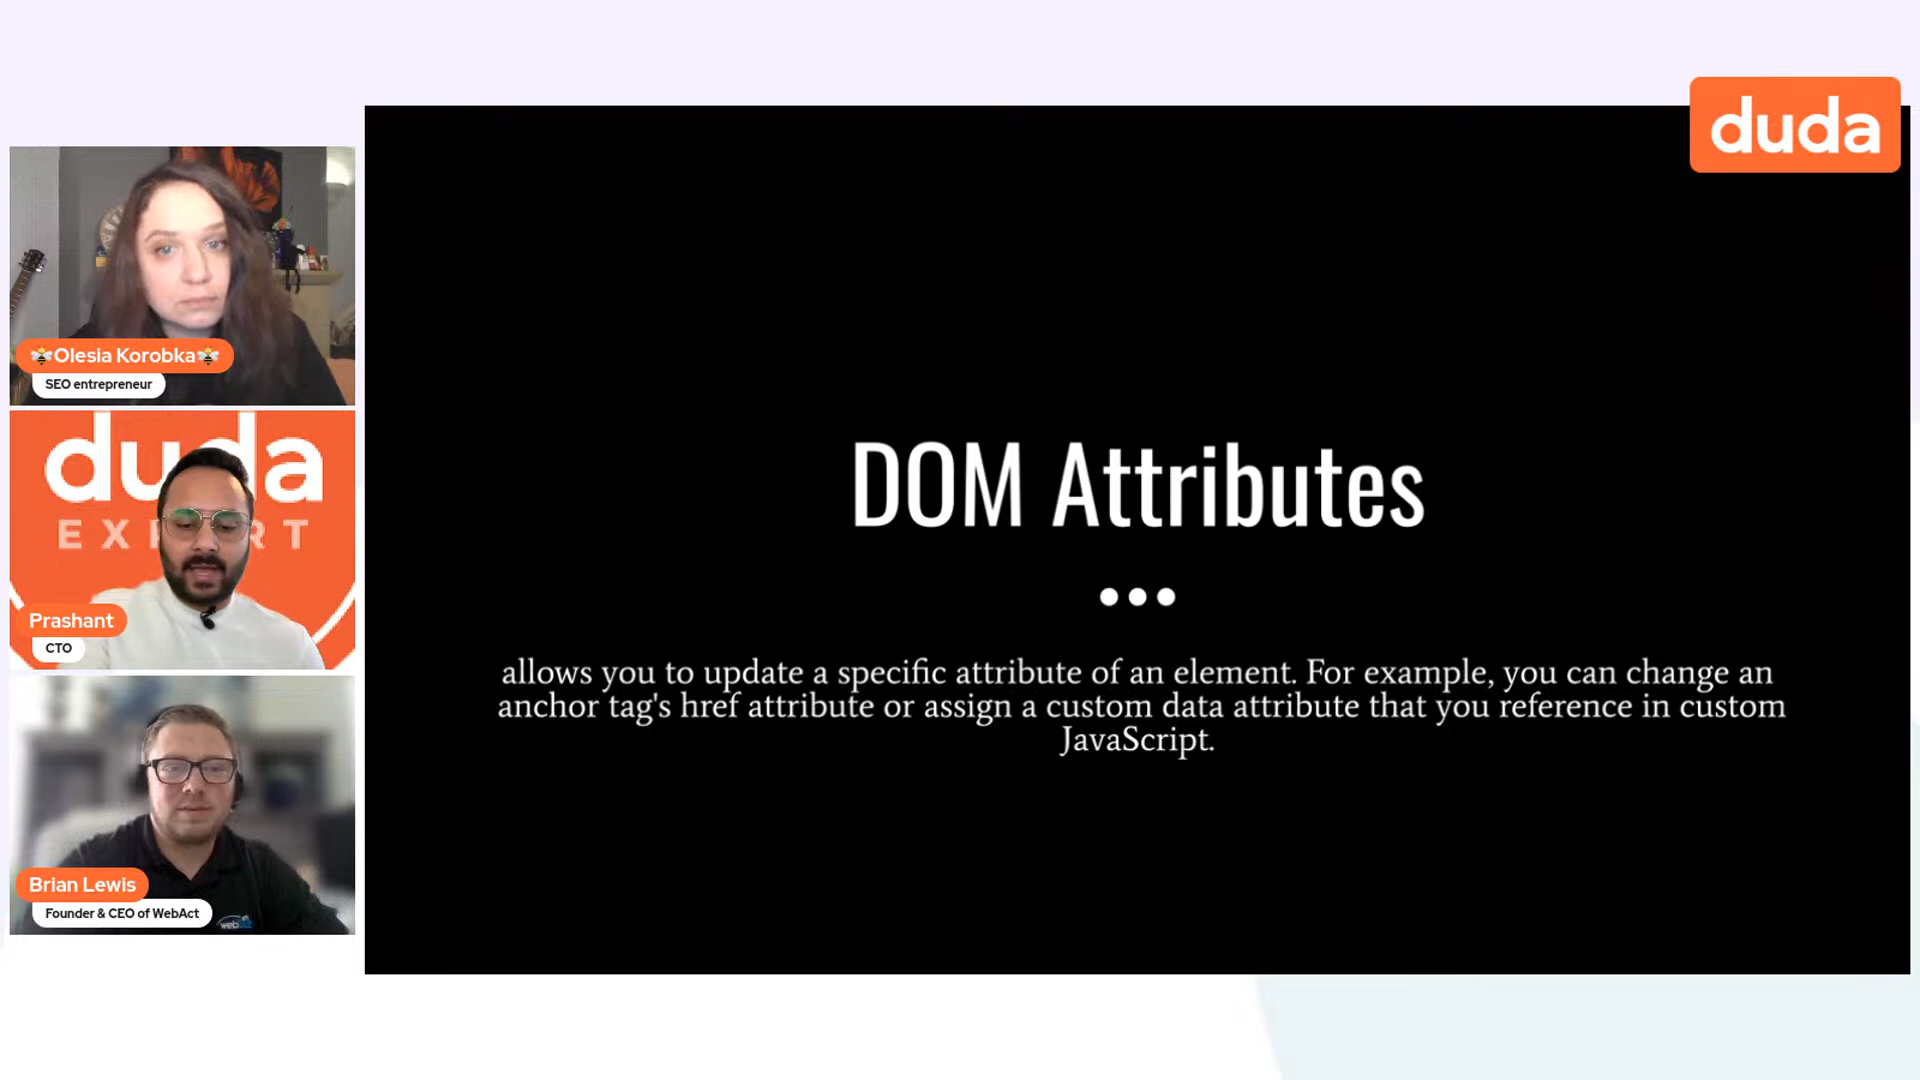 duda
Olesia Korobka
SEO entrepreneur
duda
Prashant
CTO
Brian Lewis
Founder & CEO of WebAct
DOM Attributes
allows you to update a specific attribute of an element. For example, you can change an
anchor tag's href attribute or assign a custom data attribute that you reference in custom
JavaScript.